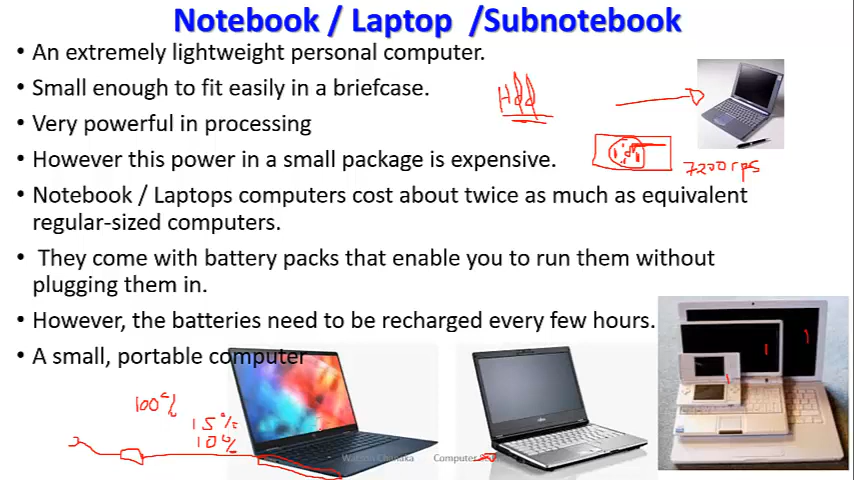 Notebook / Laptop /Subnotebook
• An extremely lightweight personal computer.
• Small enough to fit easily in a briefcase.
Hdd
• Very powerful in processing
• However this power in a small package is expensive.
7200 rps
• Notebook / Laptops computers cost about twice as much as equivalent
regular-sized computers.
• They come with battery packs that enable you to run them without
plugging them in.
• However, the batteries need to be recharged every few hours.
• A small, portable computer
100%
15%
10%
Computer